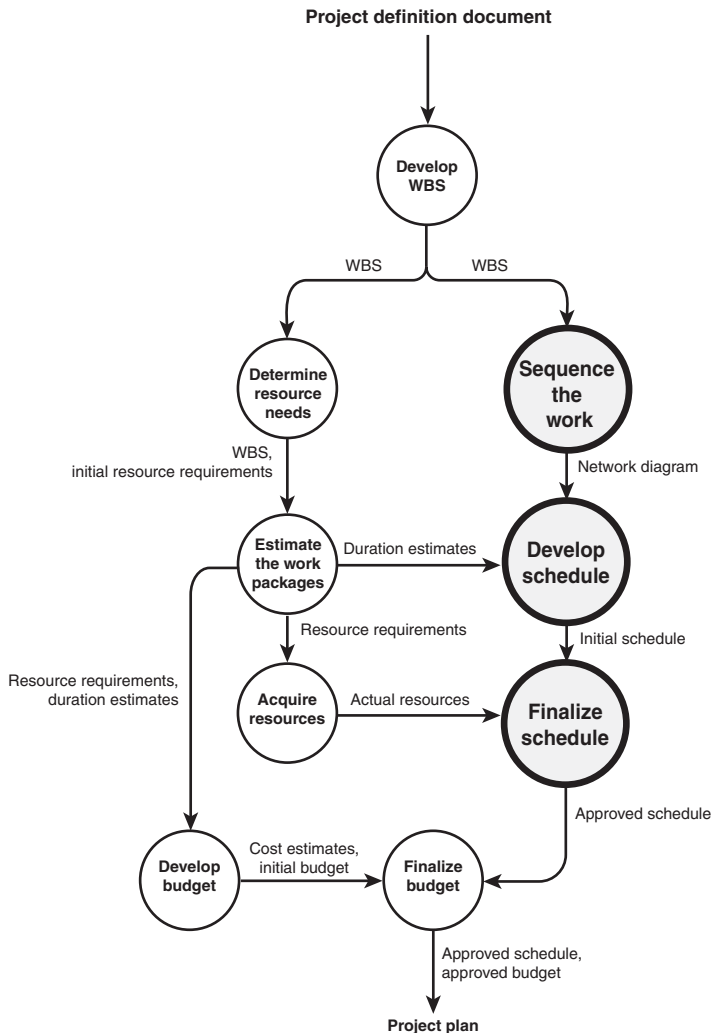 Project definition document
Develop
WBS
WBS
WBS
Determine
resource
needs
Sequence
the
work
WBS,
initial resource requirements
Network diagram
Estimate
the work
packages
Duration estimates
Develop
schedule
Resource requirements
Initial schedule
Resource requirements,
duration estimates
Acquire
resources
Actual resources
Finalize
schedule
Approved schedule
Develop
budget
Cost estimates,
initial budget
Finalize
budget
Approved schedule,
approved budget
Project plan